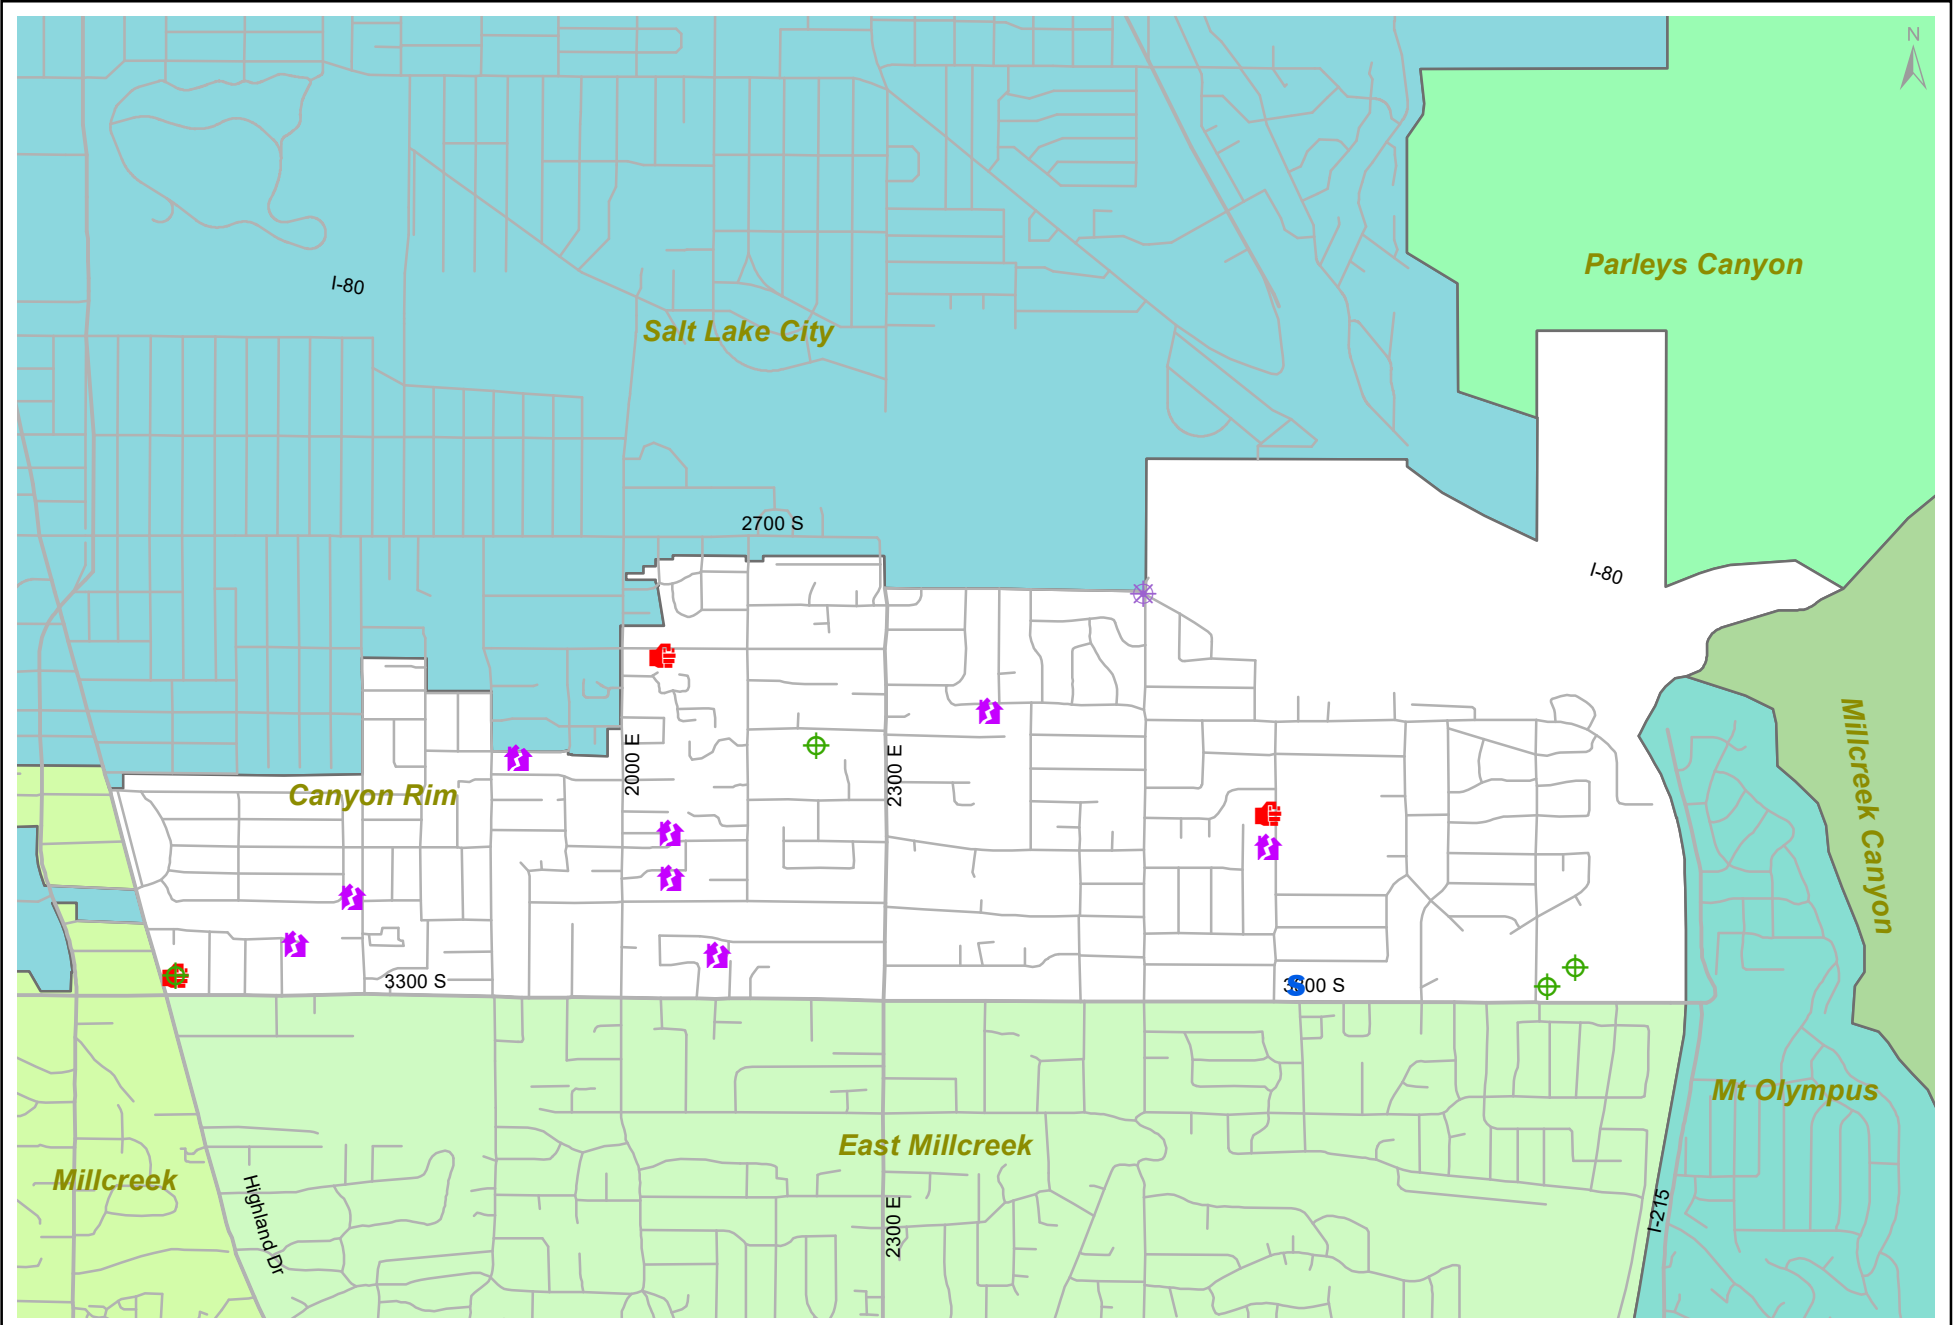 N
Parleys Canyon
I-80
Salt Lake City
2700 S
I-80
Millcreek Canyon
2000 E
2300 E
Canyon Rim
3300 S
S
3300 S
Mt Olympus
East Millcreek
Millcreek
Highland Dr
2300 E
I-215